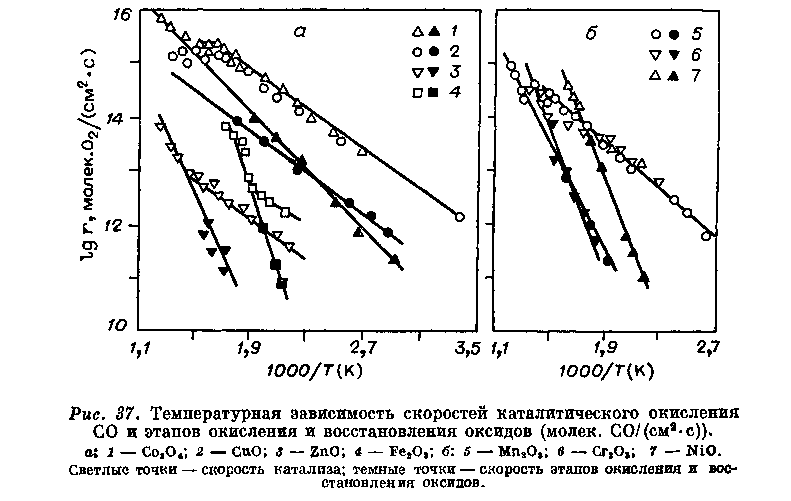 16
14
12
10
lg r, молек.O₂/(см²·с)
а
1
2
3
4
б
5
6
7
1,1
1,9
2,7
3,5
1000/T(К)
1,1
1,9
2,7
1000/T(К)
Рис. 37. Температурная зависимость скоростей каталитического окисления
СО и этапов окисления и восстановления оксидов (молек. СО/(см²·с)).
а: 1 — Co₃O₄; 2 — CuO; 3 — ZnO; 4 — Fe₂O₃; б: 5 — Mn₂O₃; 6 — Cr₂O₃; 7 — NiO.
Светлые точки — скорость катализа; темные точки — скорость этапов окисления и вос-
становления оксидов.